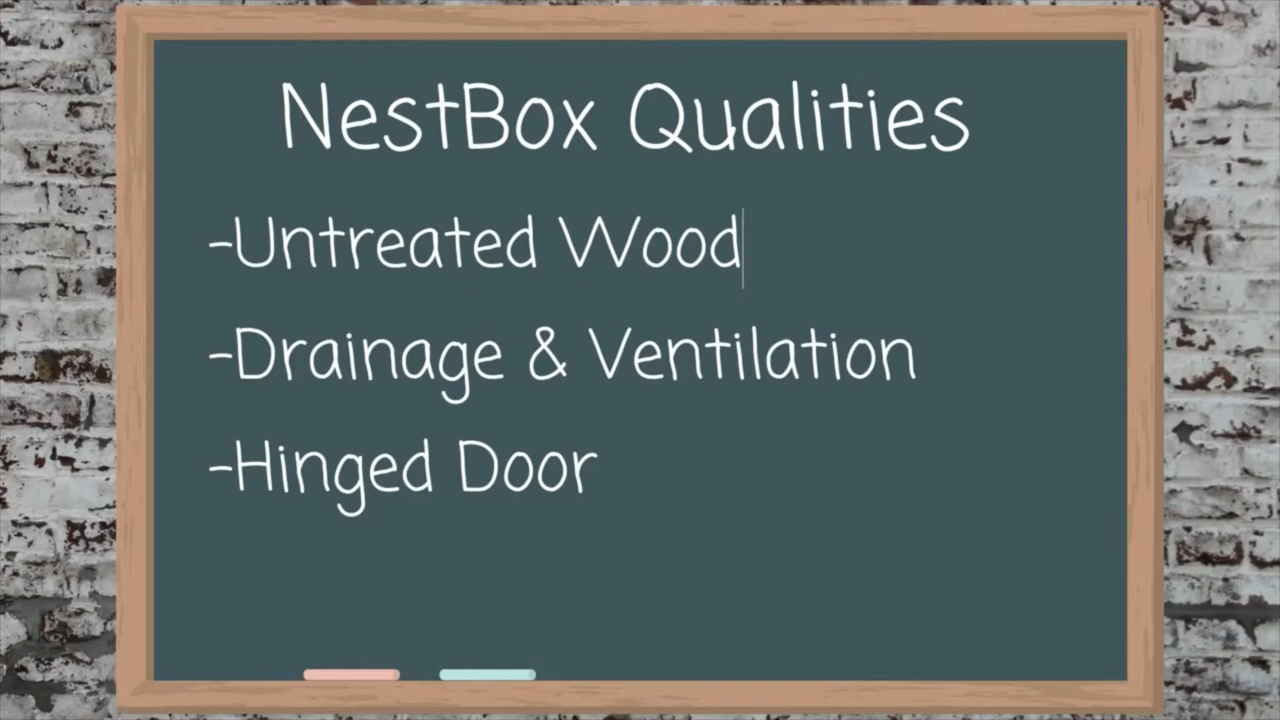 NestBox Qualities
-Untreated Wood
-Drainage & Ventilation
-Hinged Door